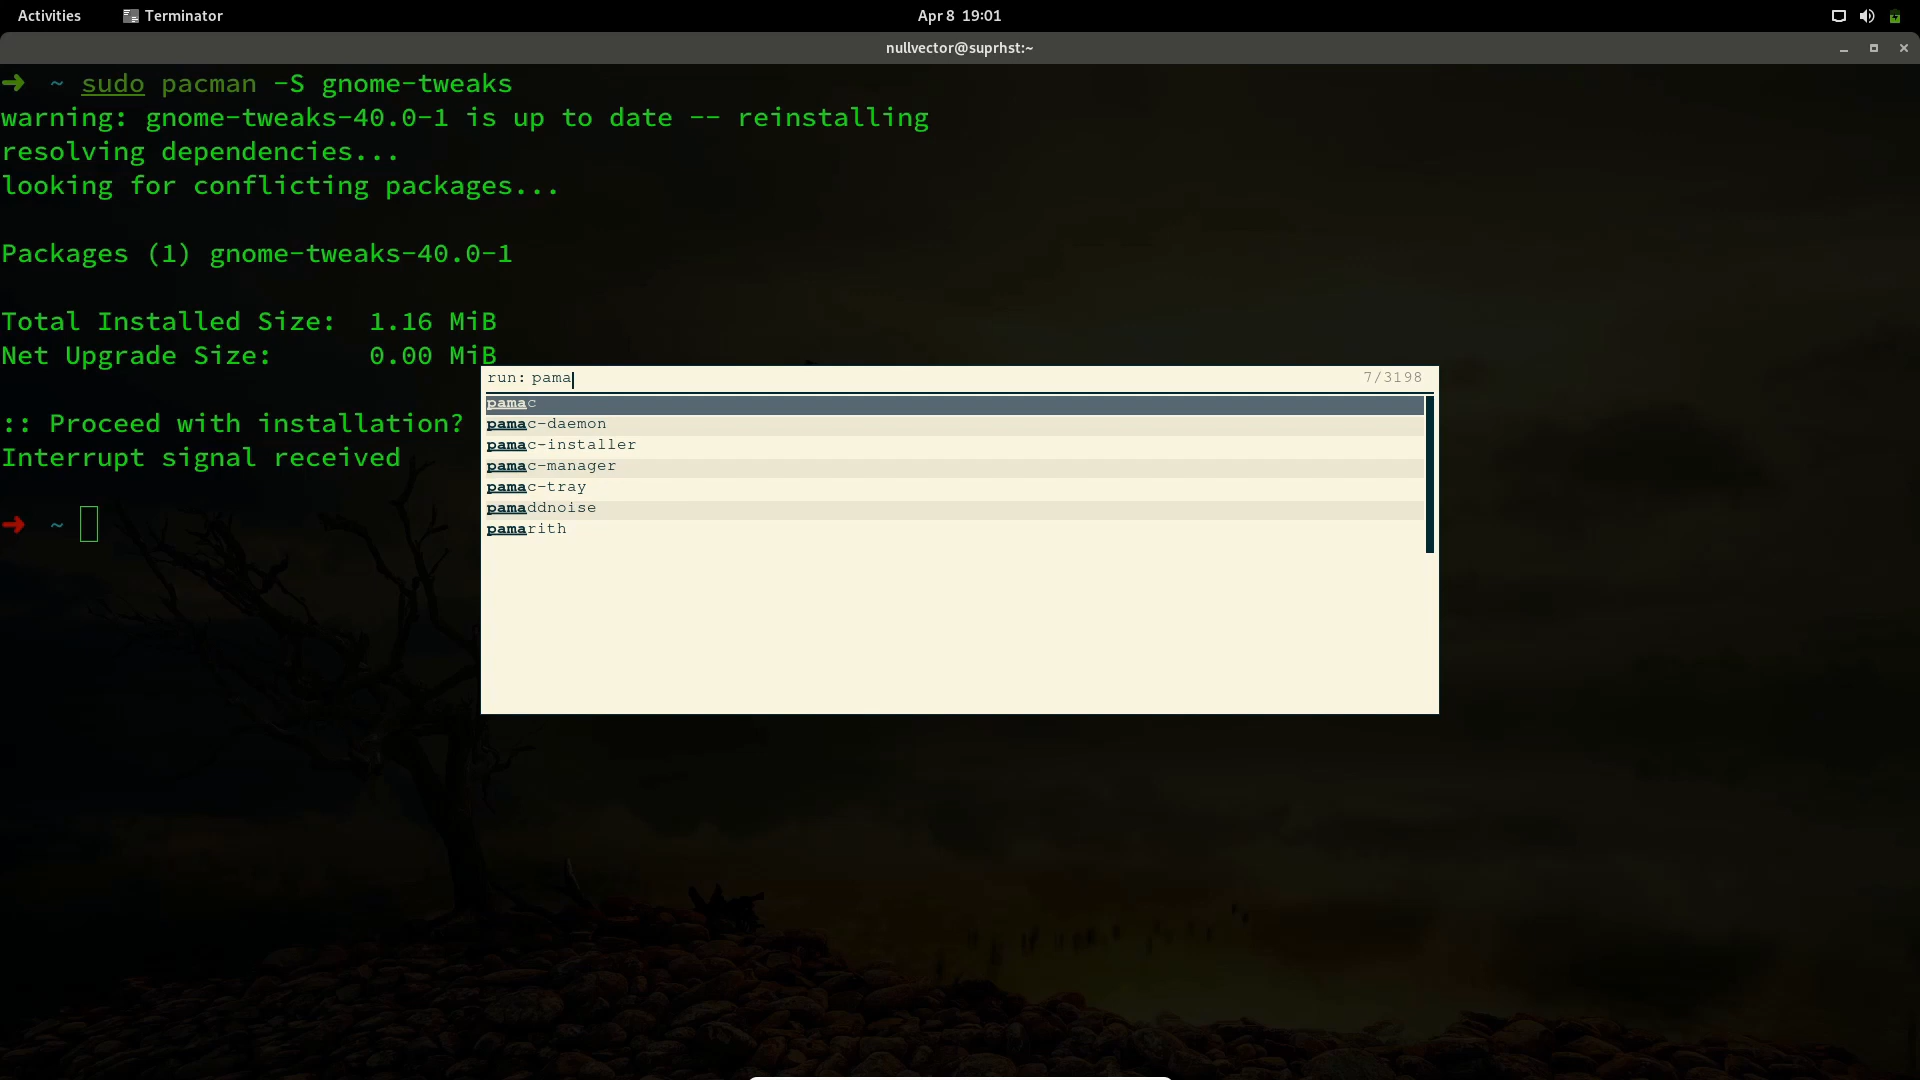 Activities Terminator Apr 8 19:01
nullvector@suprhst:~
➜ ~ sudo pacman -S gnome-tweaks
warning: gnome-tweaks-40.0-1 is up to date -- reinstalling
resolving dependencies...
looking for conflicting packages...
Packages (1) gnome-tweaks-40.0-1
Total Installed Size: 1.16 MiB
Net Upgrade Size: 0.00 MiB
:: Proceed with installation?
Interrupt signal received
➜ ~
run: pama 7/3198
pamac
pamac-daemon
pamac-installer
pamac-manager
pamac-tray
pamaddnoise
pamarith